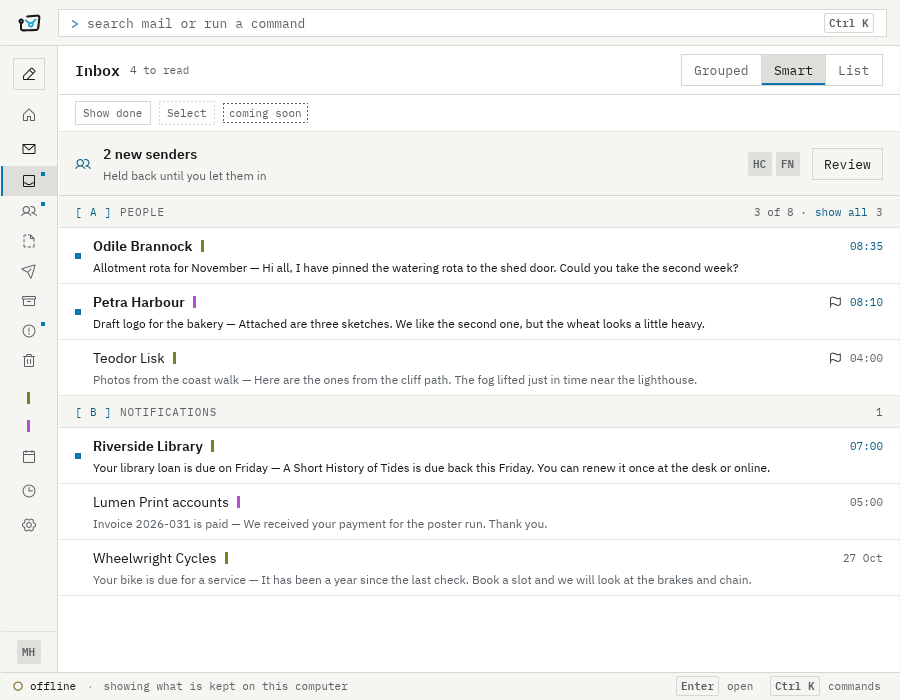 > search mail or run a command Ctrl K
Inbox 4 to read Grouped Smart List
Show done Select coming soon
2 new senders
Held back until you let them in HC FN Review
[ A ] PEOPLE 3 of 8 · show all 3
Odile Brannock 08:35
Allotment rota for November — Hi all, I have pinned the watering rota to the shed door. Could you take the second week?
Petra Harbour 08:10
Draft logo for the bakery — Attached are three sketches. We like the second one, but the wheat looks a little heavy.
Teodor Lisk 04:00
Photos from the coast walk — Here are the ones from the cliff path. The fog lifted just in time near the lighthouse.
[ B ] NOTIFICATIONS 1
Riverside Library 07:00
Your library loan is due on Friday — A Short History of Tides is due back this Friday. You can renew it once at the desk or online.
Lumen Print accounts 05:00
Invoice 2026-031 is paid — We received your payment for the poster run. Thank you.
Wheelwright Cycles 27 Oct
Your bike is due for a service — It has been a year since the last check. Book a slot and we will look at the brakes and chain.
MH
offline · showing what is kept on this computer Enter open Ctrl K commands